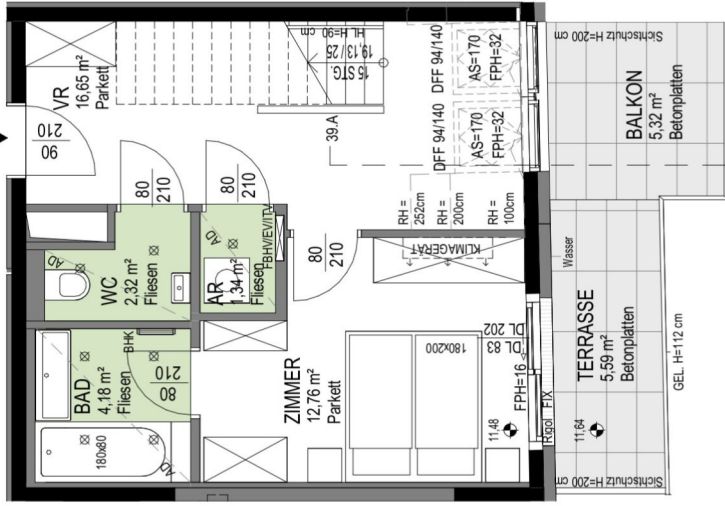 VR
16,65 m²
Parkett
90
210
HL H=90 cm
19,13 / 25
15 STG.
39.A
DFF 94/140
AS=170
FPH=32
DFF 94/140
AS=170
FPH=32
Sichtschutz H=200 cm
BALKON
5,32 m²
Betonplatten
80
210
80
210
RH =
252cm
RH =
200cm
RH =
100cm
AD
WC
2,32 m²
Fliesen
AD
AR
1,34 m²
Fliesen
FBHV/EV/ITV
80
210
KLIMAGERÄT
Wasser
BHK
BAD
4,18 m²
Fliesen
80
210
180x80
AD
ZIMMER
12,76 m²
Parkett
180x200
DL 83
DL 202
FPH=16
11,48
Rigol
FIX
TERRASSE
5,59 m²
Betonplatten
11,64
GEL. H=112 cm
Sichtschutz H=200 cm